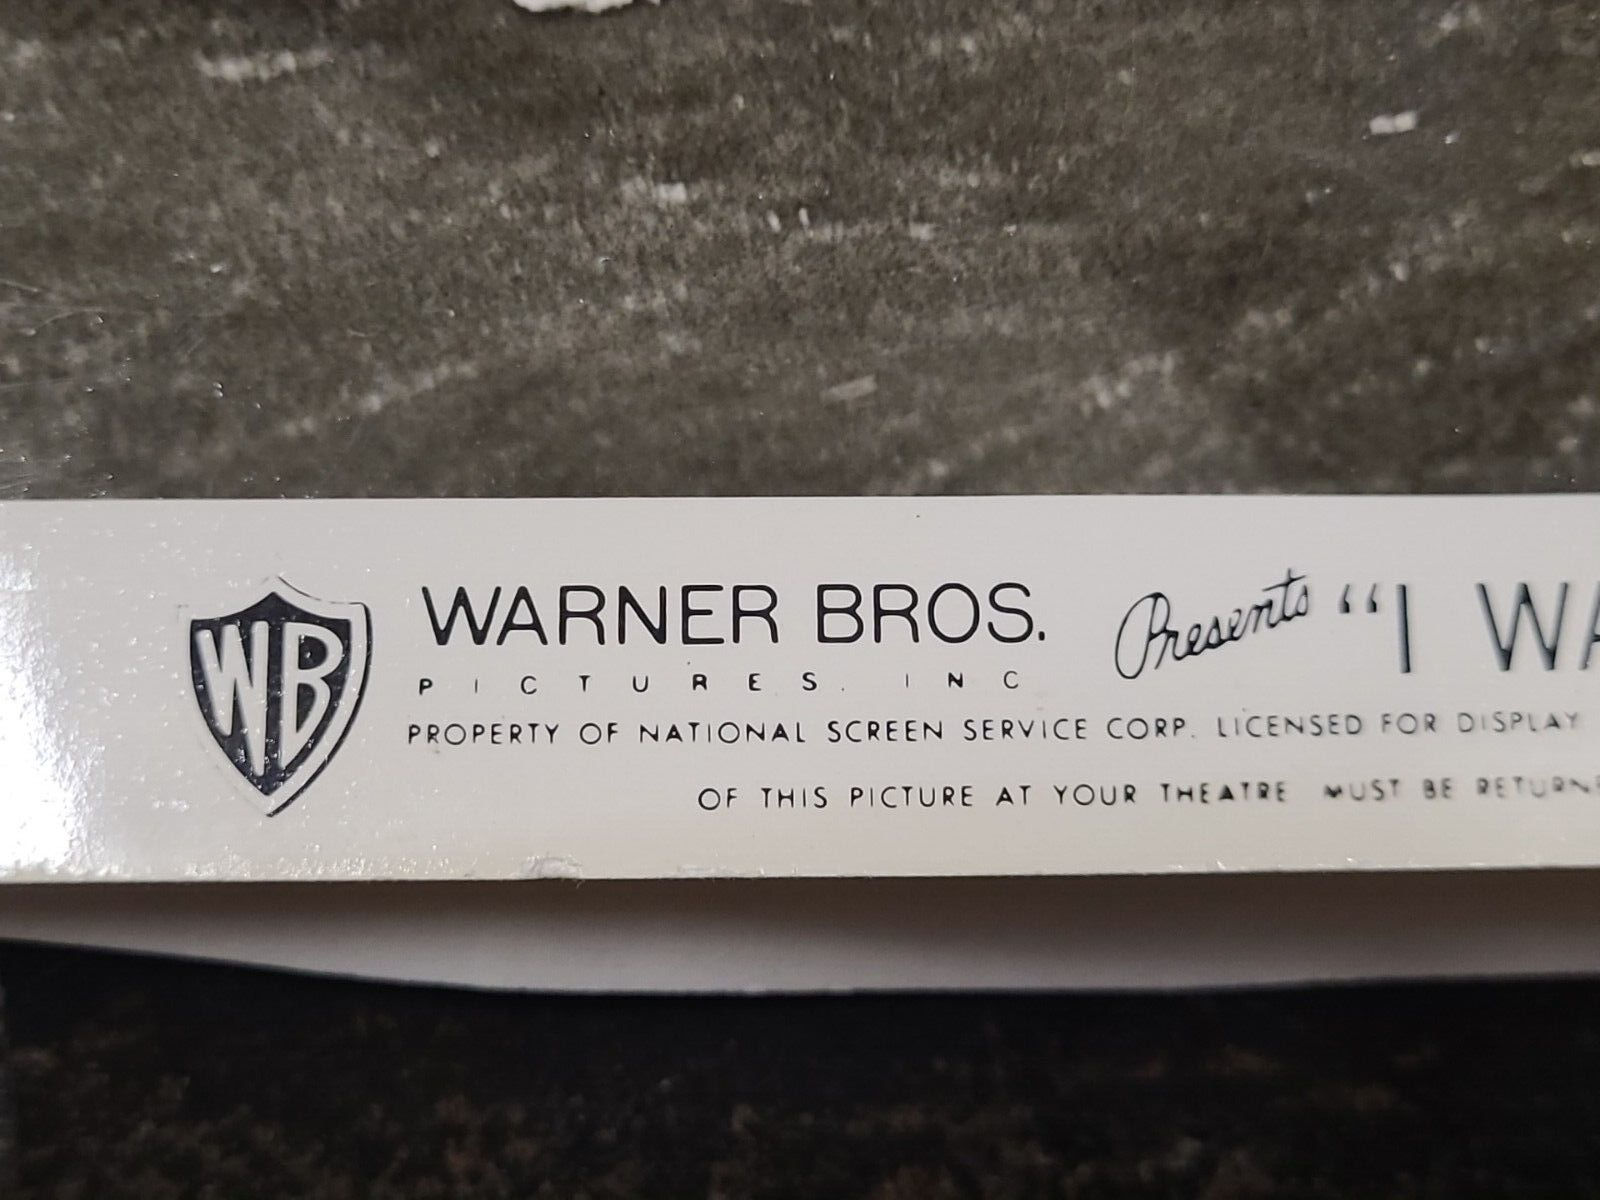 WB WARNER BROS. Presents “I WA
PICTURES, INC
PROPERTY OF NATIONAL SCREEN SERVICE CORP. LICENSED FOR DISPLAY
OF THIS PICTURE AT YOUR THEATRE MUST BE RETURNE